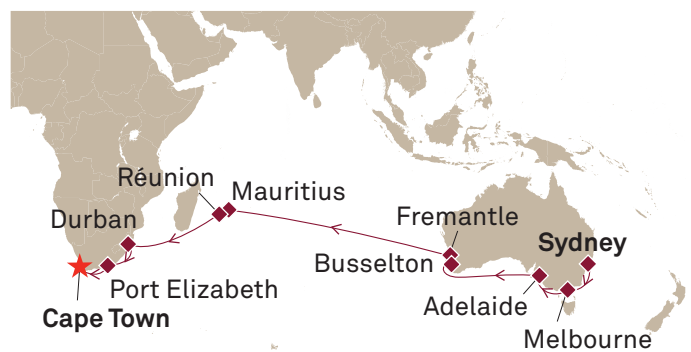 Réunion
Mauritius
Durban
Fremantle
Sydney
Busselton
Port Elizabeth
Adelaide
Cape Town
Melbourne